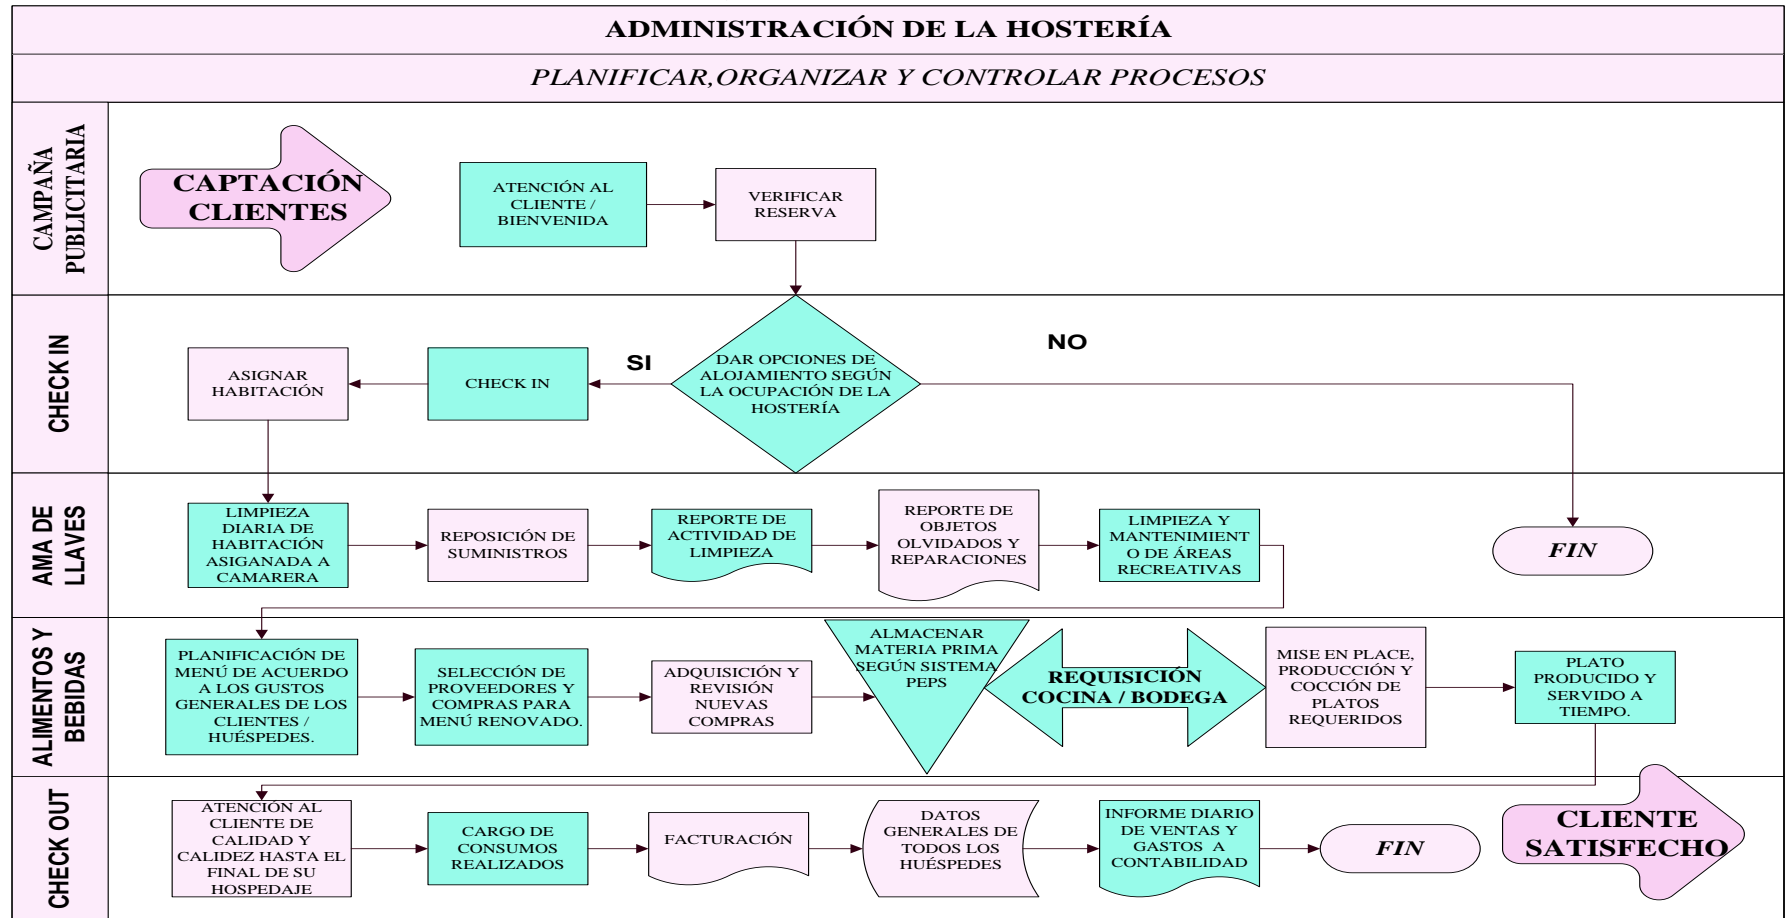 ADMINISTRACIÓN DE LA HOSTERÍA
PLANIFICAR,ORGANIZAR Y CONTROLAR PROCESOS
CAMPAÑA
PUBLICITARIA
CAPTACIÓN
CLIENTES
ATENCIÓN AL
CLIENTE /
BIENVENIDA
VERIFICAR
RESERVA
CHECK IN
ASIGNAR
HABITACIÓN
CHECK IN
SI
DAR OPCIONES DE
ALOJAMIENTO SEGÚN
LA OCUPACIÓN DE LA
HOSTERÍA
NO
AMA DE
LLAVES
LIMPIEZA
DIARIA DE
HABITACIÓN
ASIGANADA A
CAMARERA
REPOSICIÓN DE
SUMINISTROS
REPORTE DE
ACTIVIDAD DE
LIMPIEZA
REPORTE DE
OBJETOS
OLVIDADOS Y
REPARACIONES
LIMPIEZA Y
MANTENIMIENT
O DE ÁREAS
RECREATIVAS
FIN
ALIMENTOS Y
BEBIDAS
PLANIFICACIÓN DE
MENÚ DE ACUERDO
A LOS GUSTOS
GENERALES DE LOS
CLIENTES /
HUÉSPEDES.
SELECCIÓN DE
PROVEEDORES Y
COMPRAS PARA
MENÚ RENOVADO.
ADQUISICIÓN Y
REVISIÓN
NUEVAS
COMPRAS
ALMACENAR
MATERIA PRIMA
SEGÚN SISTEMA
PEPS
REQUISICIÓN
COCINA / BODEGA
MISE EN PLACE,
PRODUCCIÓN Y
COCCIÓN DE
PLATOS
REQUERIDOS
PLATO
PRODUCIDO Y
SERVIDO A
TIEMPO.
CHECK OUT
ATENCIÓN AL
CLIENTE DE
CALIDAD Y
CALIDEZ HASTA EL
FINAL DE SU
HOSPEDAJE
CARGO DE
CONSUMOS
REALIZADOS
FACTURACIÓN
DATOS
GENERALES DE
TODOS LOS
HUÉSPEDES
INFORME DIARIO
DE VENTAS Y
GASTOS A
CONTABILIDAD
FIN
CLIENTE
SATISFECHO